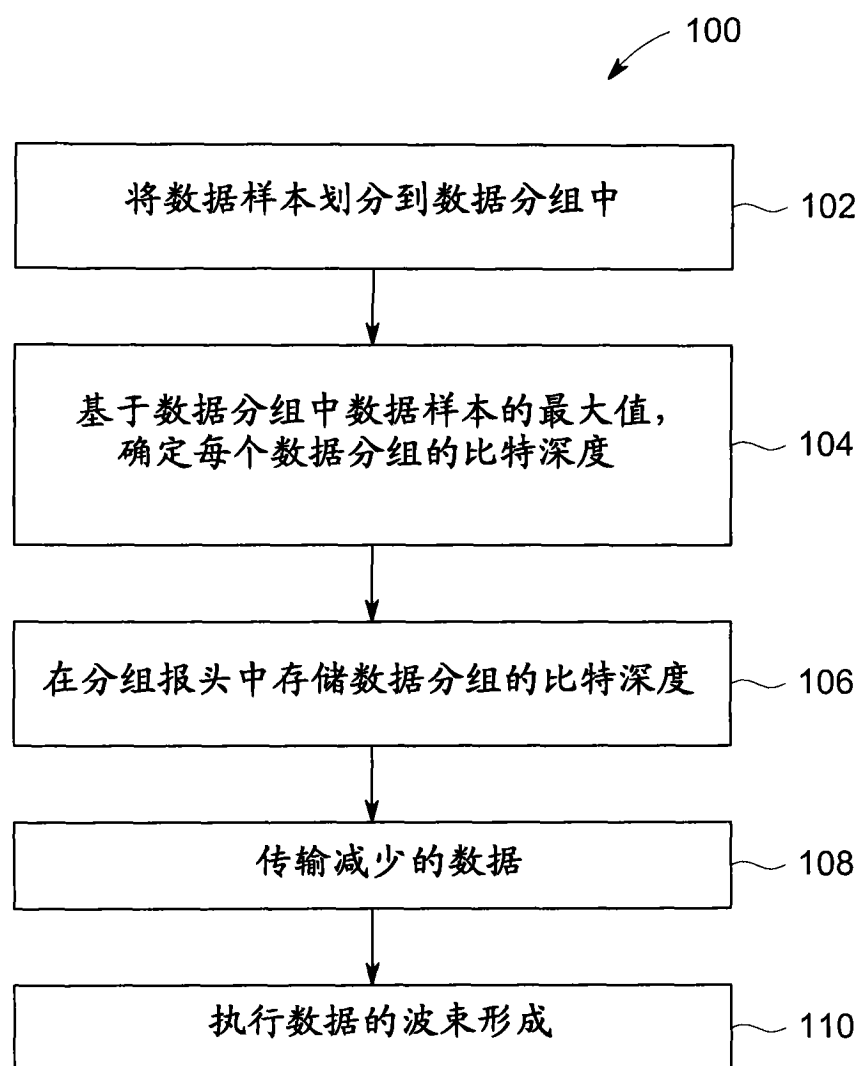 100
将数据样本划分到数据分组中
102
基于数据分组中数据样本的最大值，
确定每个数据分组的比特深度
104
在分组报头中存储数据分组的比特深度
106
传输减少的数据
108
执行数据的波束形成
110